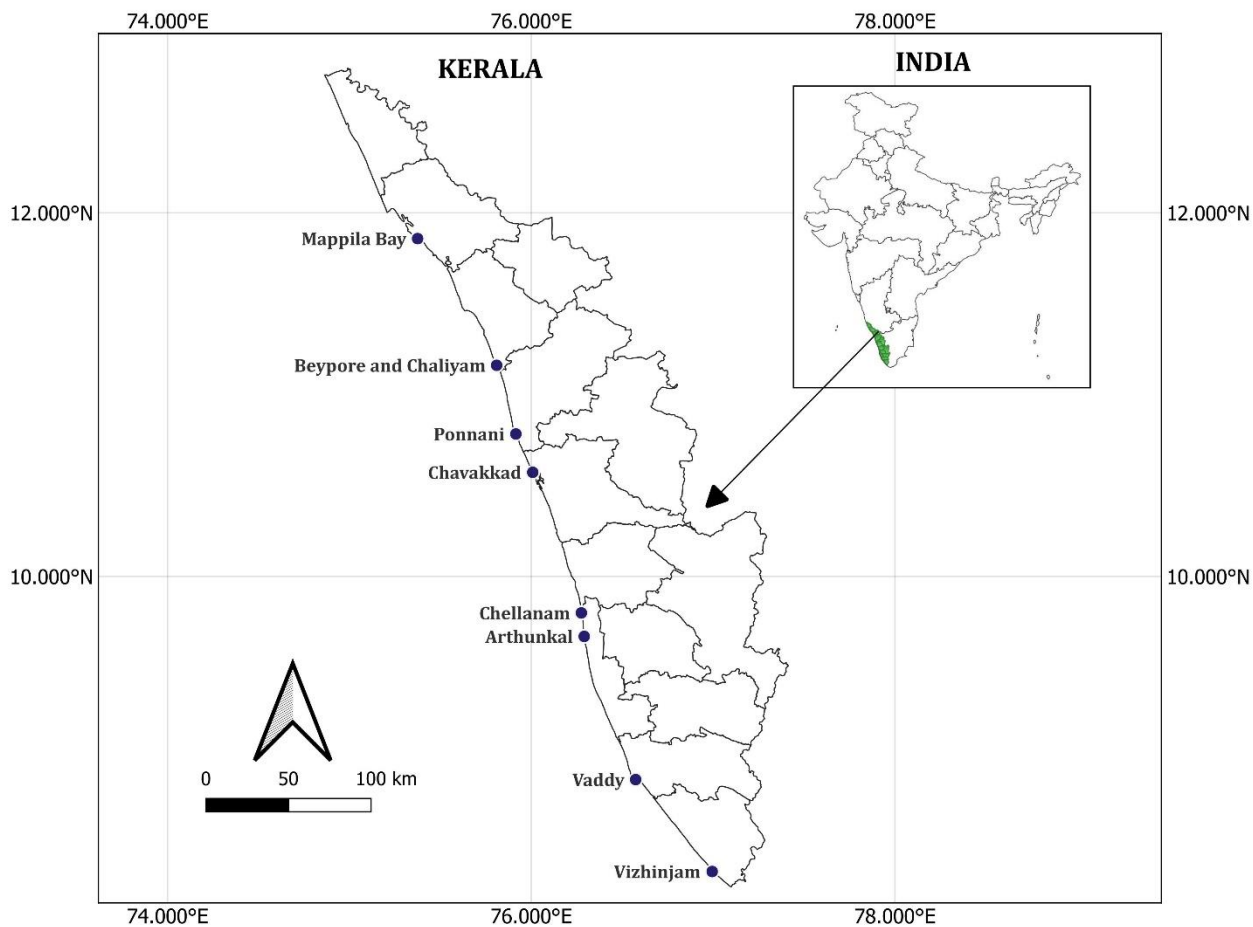 74.000°E 76.000°E 78.000°E
KERALA INDIA
12.000°N 12.000°N
Mappila Bay
Beypore and Chaliyam
Ponnani
Chavakkad
10.000°N 10.000°N
Chellanam
Arthunkal
0 50 100 km
Vaddy
Vizhinjam
74.000°E 76.000°E 78.000°E